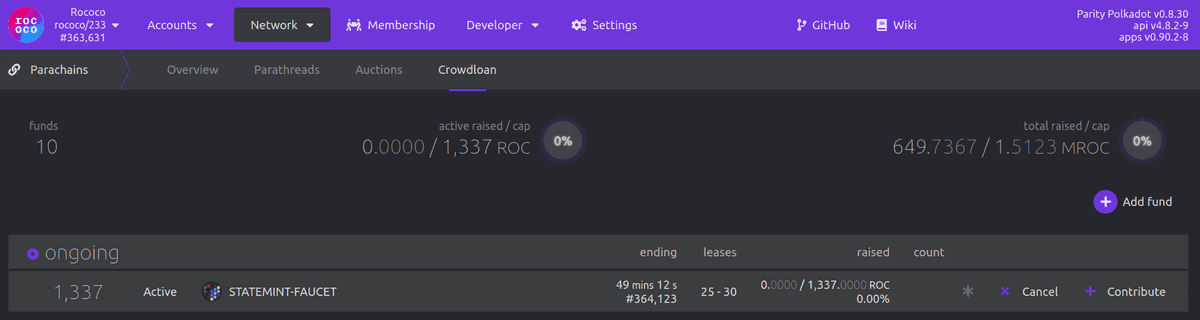 roc
oco
Rococo
rococo/233
#363,631
Accounts
Network
Membership
Developer
Settings
GitHub
Wiki
Parity Polkadot v0.8.30
api v4.8.2-9
apps v0.90.2-8
Parachains
Overview
Parathreads
Auctions
Crowdloan
funds
10
active raised / cap
0.0000 / 1,337 ROC
0%
total raised / cap
649.7367 / 1.5123 MROC
0%
Add fund
ongoing
ending
leases
raised
count
1,337
Active
STATEMINT-FAUCET
49 mins 12 s
#364,123
25 - 30
0.0000 / 1,337.0000 ROC
0.00%
Cancel
Contribute